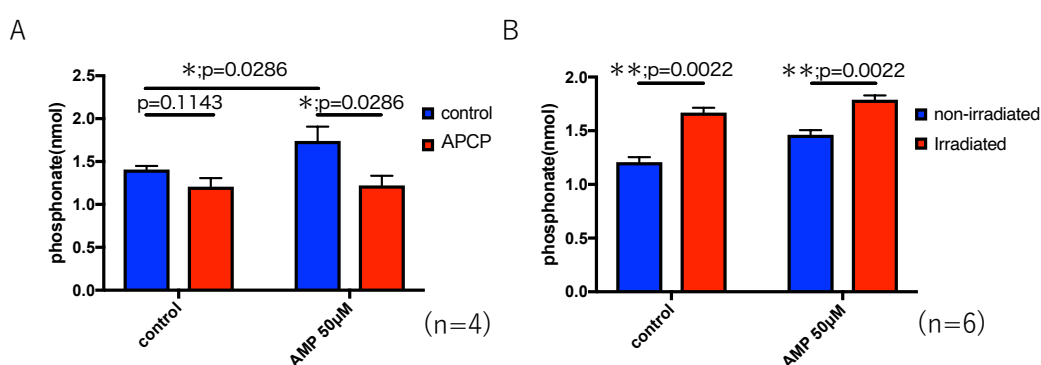 A
＊;p=0.0286
p=0.1143
＊;p=0.0286
control
APCP
2.5
2.0
1.5
1.0
0.5
0.0
phosphonate(nmol)
control
AMP 50µM
(n=4)
B
＊＊;p=0.0022
＊＊;p=0.0022
non-irradiated
Irradiated
2.0
1.5
1.0
0.5
0.0
phosphonate(nmol)
control
AMP 50µM
(n=6)